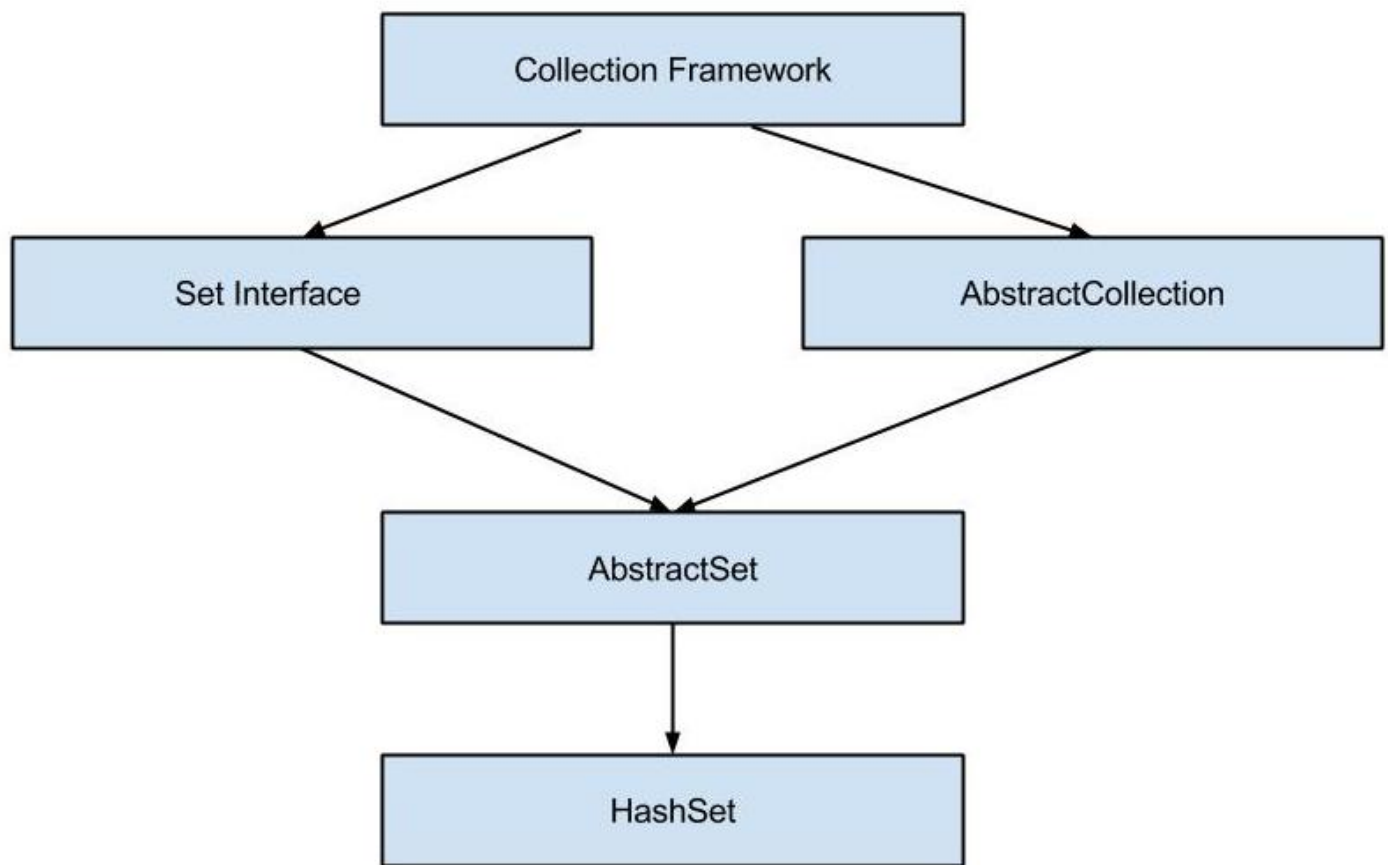 Collection Framework
Set Interface
AbstractCollection
AbstractSet
HashSet